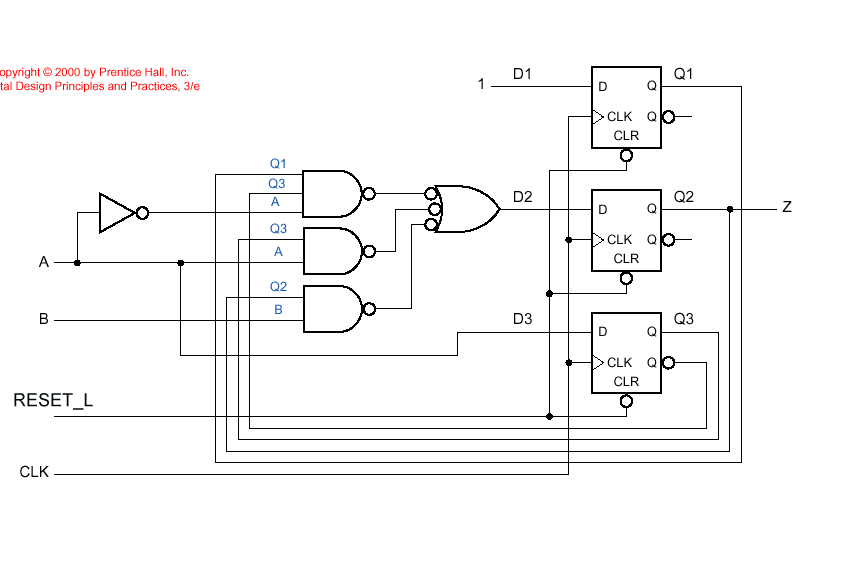 opyright © 2000 by Prentice Hall, Inc.
tal Design Principles and Practices, 3/e
1
D1
D
Q
Q1
CLK
Q
CLR
Q1
Q3
A
Q3
A
Q2
B
A
B
D2
D
Q
Q2
Z
CLK
Q
CLR
D3
D
Q
Q3
CLK
Q
CLR
RESET_L
CLK